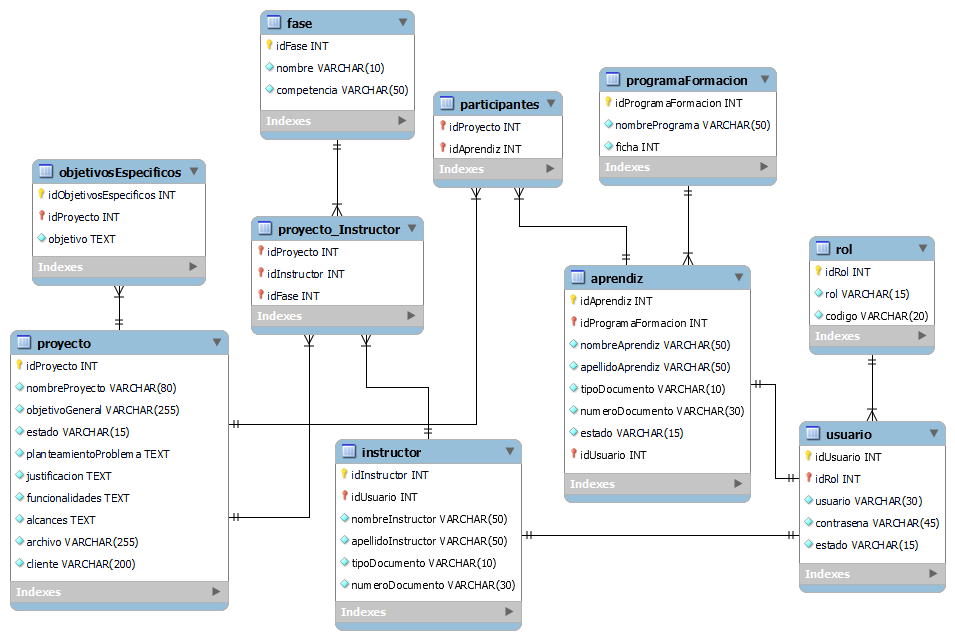 fase
idFase INT
nombre VARCHAR(10)
competencia VARCHAR(50)
Indexes
participantes
idProyecto INT
idAprendiz INT
Indexes
programaFormacion
idProgramaFormacion INT
nombrePrograma VARCHAR(50)
ficha INT
Indexes
objetivosEspecificos
idObjetivosEspecificos INT
idProyecto INT
objetivo TEXT
Indexes
proyecto_Instructor
idProyecto INT
idInstructor INT
idFase INT
Indexes
aprendiz
idAprendiz INT
idProgramaFormacion INT
nombreAprendiz VARCHAR(50)
apellidoAprendiz VARCHAR(50)
tipoDocumento VARCHAR(10)
numeroDocumento VARCHAR(30)
estado VARCHAR(15)
idUsuario INT
Indexes
rol
idRol INT
rol VARCHAR(15)
codigo VARCHAR(20)
Indexes
proyecto
idProyecto INT
nombreProyecto VARCHAR(80)
objetivoGeneral VARCHAR(255)
estado VARCHAR(15)
planteamientoProblema TEXT
justificacion TEXT
funcionalidades TEXT
alcances TEXT
archivo VARCHAR(255)
cliente VARCHAR(200)
Indexes
instructor
idInstructor INT
idUsuario INT
nombreInstructor VARCHAR(50)
apellidoInstructor VARCHAR(50)
tipoDocumento VARCHAR(10)
numeroDocumento VARCHAR(30)
Indexes
usuario
idUsuario INT
idRol INT
usuario VARCHAR(30)
contrasena VARCHAR(45)
estado VARCHAR(15)
Indexes